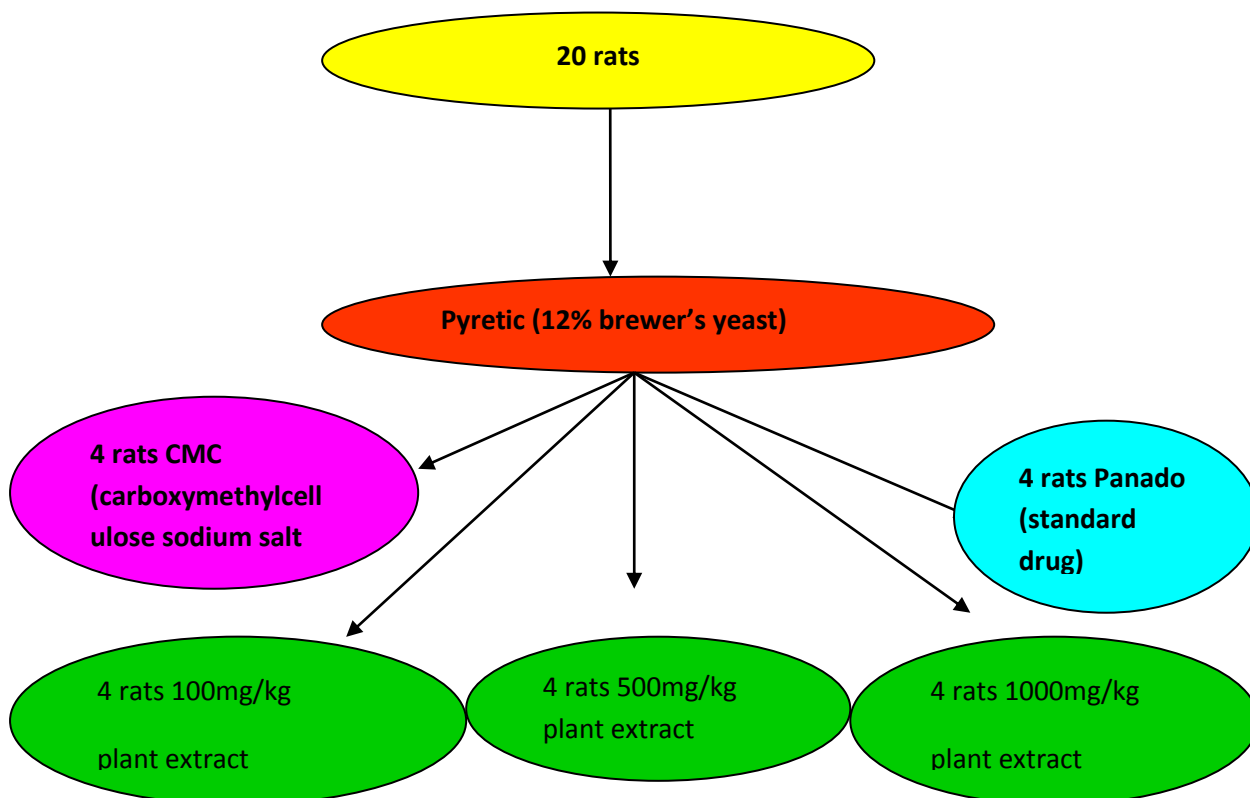 20 rats
Pyretic (12% brewer’s yeast)
4 rats CMC
(carboxymethylcell
ulose sodium salt
4 rats Panado
(standard
drug)
4 rats 100mg/kg
plant extract
4 rats 500mg/kg
plant extract
4 rats 1000mg/kg
plant extract